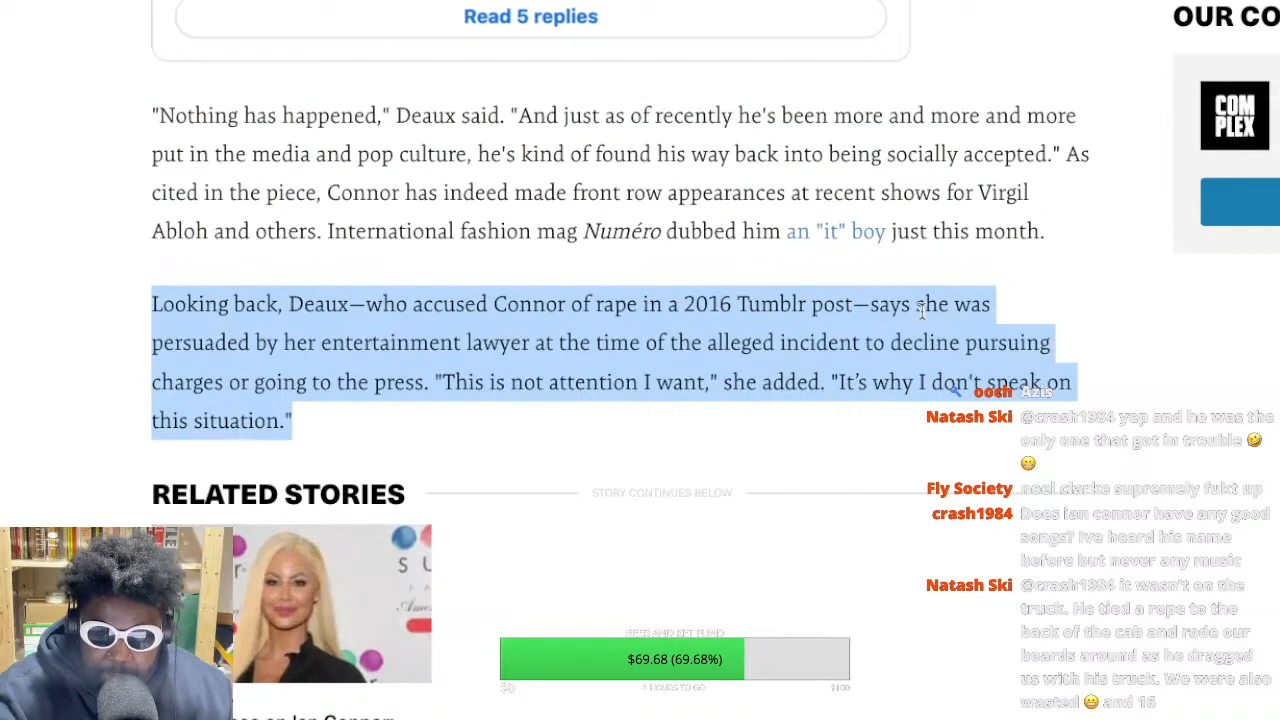 Read 5 replies
OUR CO
COM
PLEX
"Nothing has happened," Deaux said. "And just as of recently he's been more and more and more
put in the media and pop culture, he's kind of found his way back into being socially accepted." As
cited in the piece, Connor has indeed made front row appearances at recent shows for Virgil
Abloh and others. International fashion mag Numéro dubbed him an "it" boy just this month.
Looking back, Deaux—who accused Connor of rape in a 2016 Tumblr post—says she was
persuaded by her entertainment lawyer at the time of the alleged incident to decline pursuing
charges or going to the press. "This is not attention I want," she added. "It's why I don't speak on
this situation."
RELATED STORIES
STORY CONTINUES BELOW
ooch Azis
Natash Ski @crash1984 yep and he was the
only one that got in trouble 🤣
😬
Fly Society neel clarke supremely fukt up
crash1984 Does ian connor have any good
songs? Ive heard his name
before but never any music
Natash Ski @crash1984 it wasn't on the
truck. He tied a rope to the
back of the cab and rode our
boards around as he dragged
us with his truck. We were also
wasted 😬 and 16
$69.68 (69.68%)
$0
$100